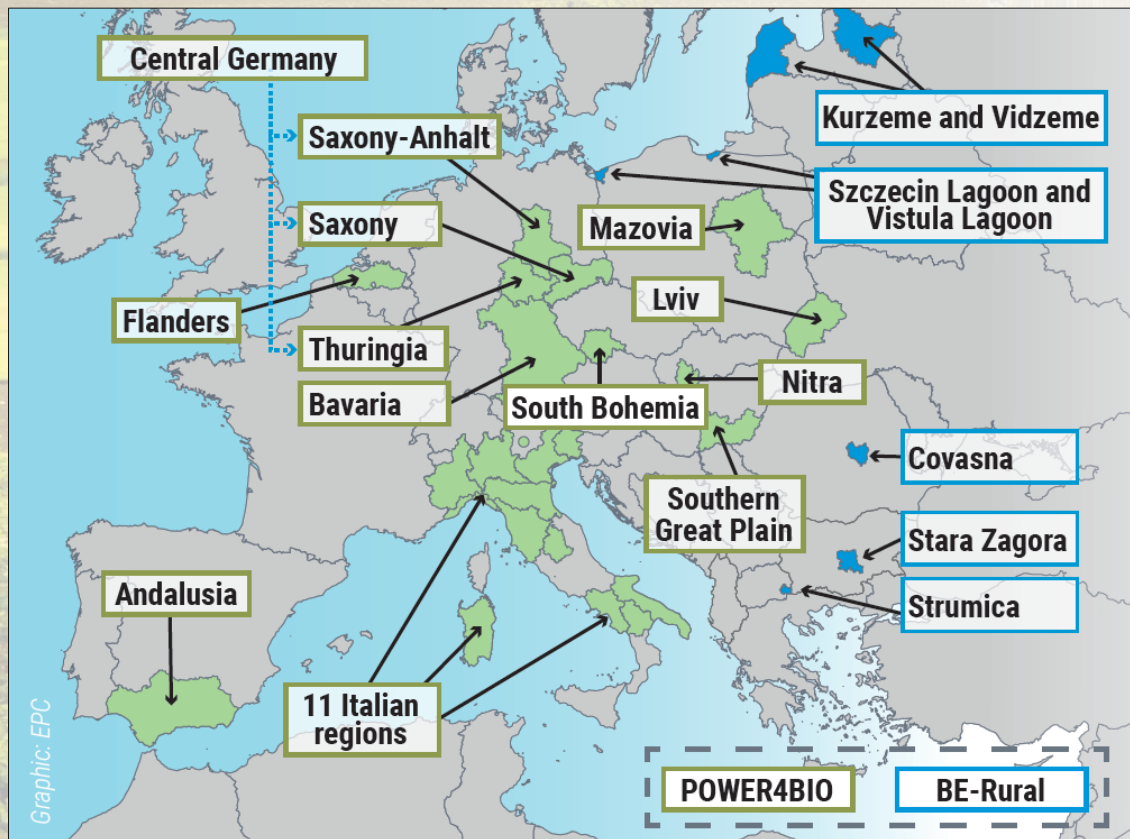 Central Germany
Saxony-Anhalt
Kurzeme and Vidzeme
Szczecin Lagoon and
Vistula Lagoon
Saxony
Mazovia
Lviv
Flanders
Thuringia
Nitra
Bavaria
South Bohemia
Covasna
Southern
Great Plain
Stara Zagora
Andalusia
Strumica
11 Italian
regions
Graphic: EPC
POWER4BIO
BE-Rural